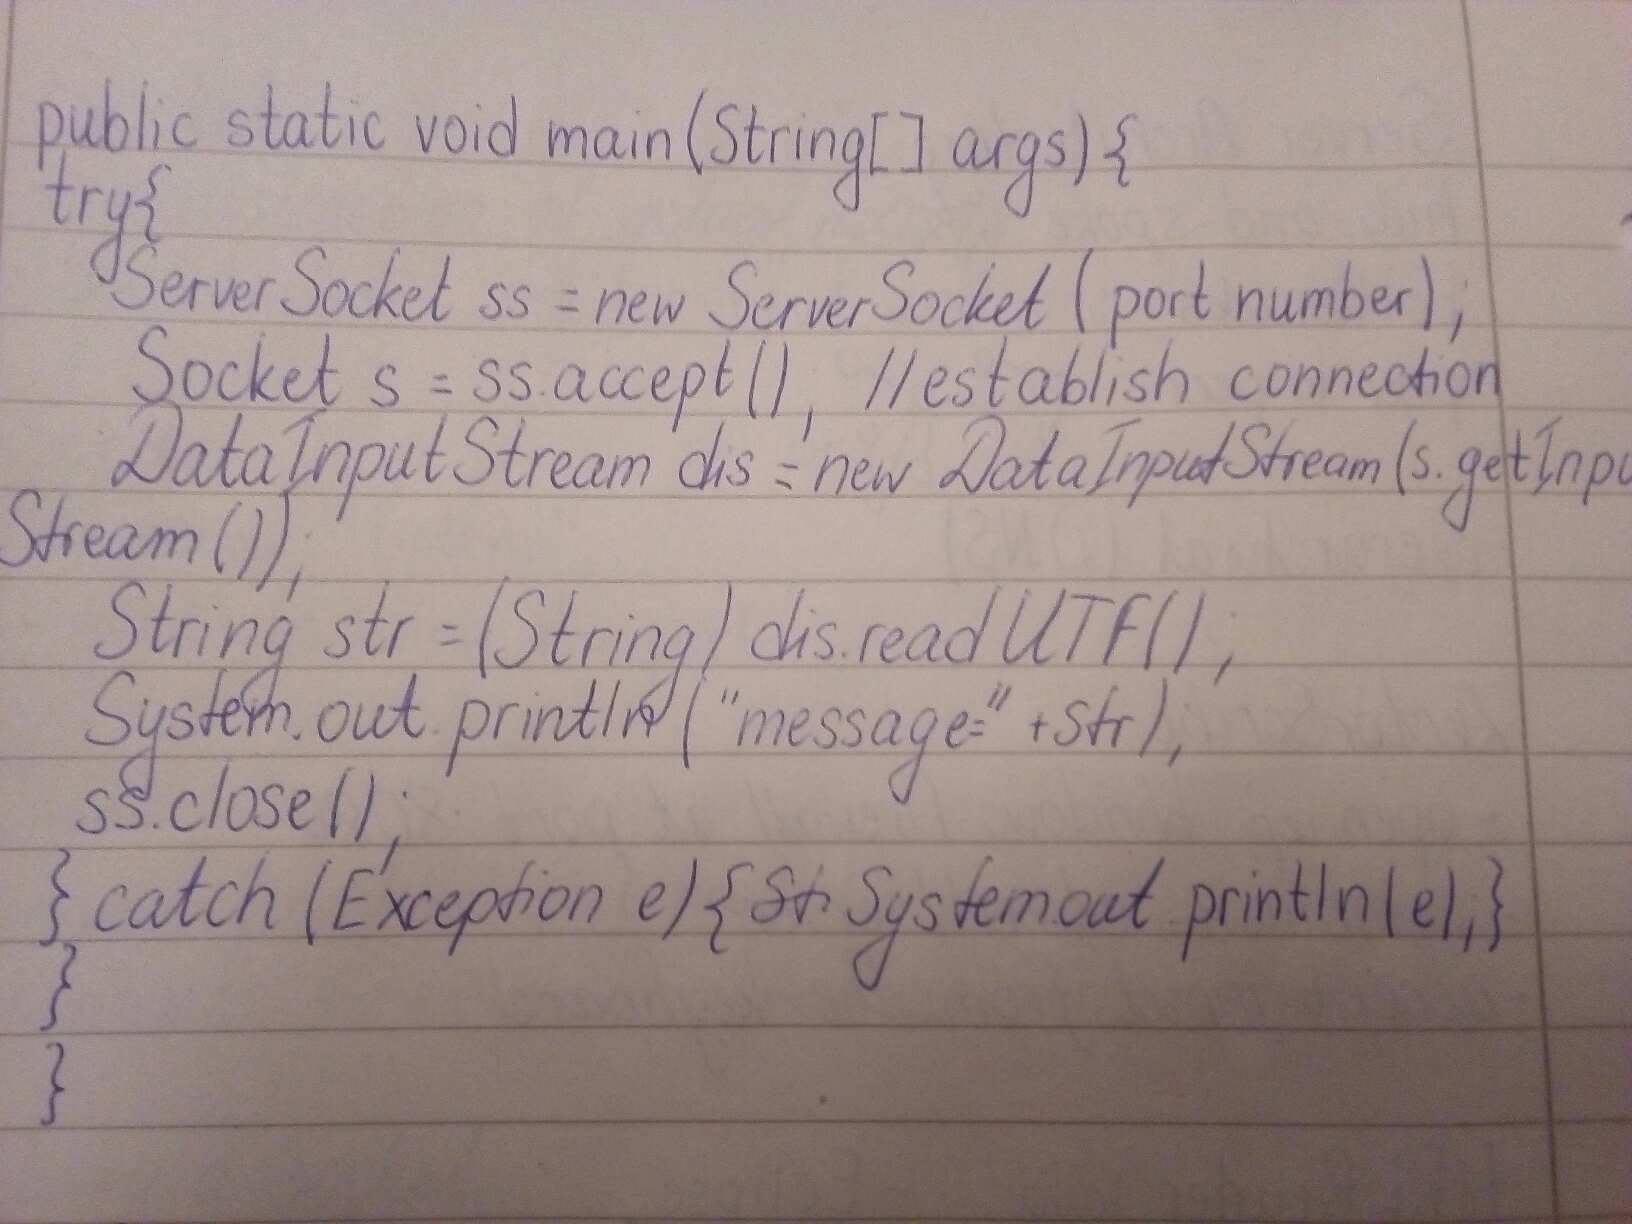 public static void main(String[] args){
try{
ServerSocket ss = new ServerSocket (port number);
Socket s = ss.accept(); //establish connection
DataInputStream dis = new DataInputStream(s.getInpu
Stream());
String str = (String) dis.readUTF();
System.out.println("message=" +str);
ss.close();
} catch (Exception e){ System.out.println(e);}
}
}